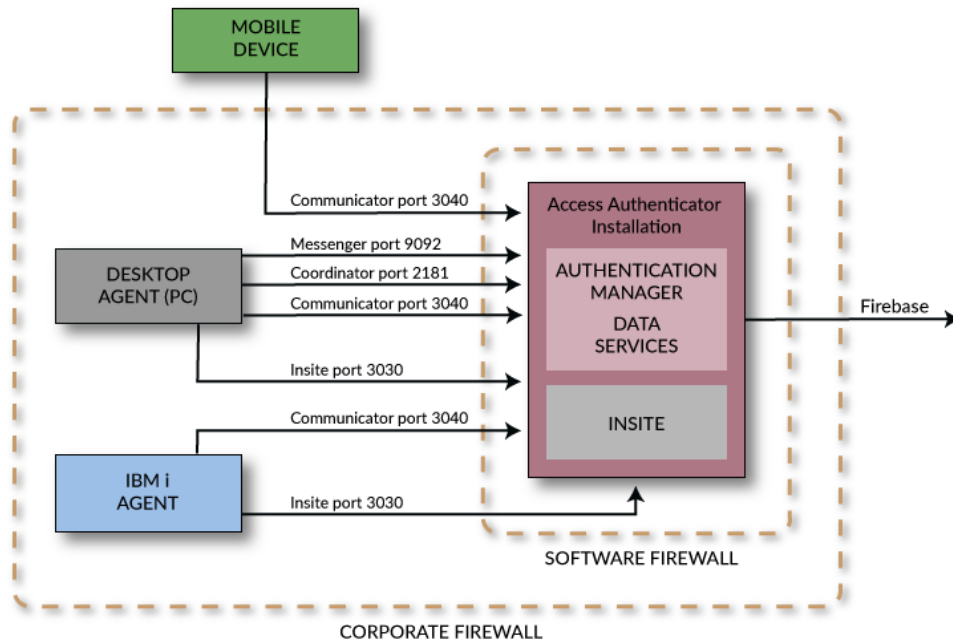 MOBILE
DEVICE
Communicator port 3040
Access Authenticator
Installation
Messenger port 9092
DESKTOP
AGENT (PC)
Coordinator port 2181
Communicator port 3040
AUTHENTICATION
MANAGER
DATA
SERVICES
Firebase
Insite port 3030
Communicator port 3040
INSITE
IBM i
AGENT
Insite port 3030
SOFTWARE FIREWALL
CORPORATE FIREWALL